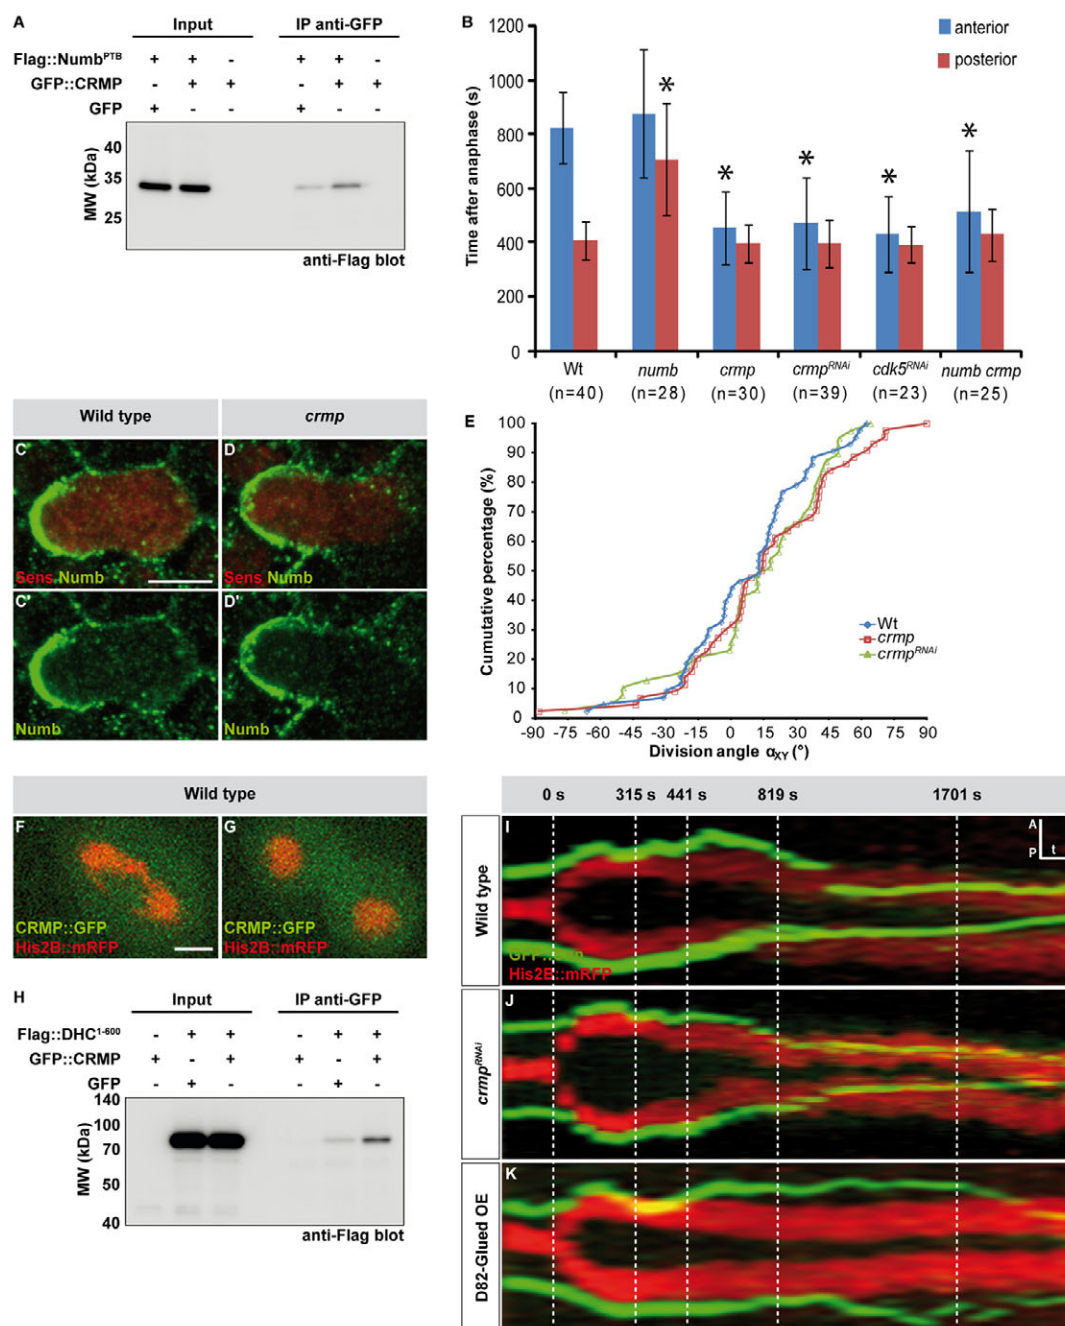 A
Input
IP anti-GFP
Flag::Numb^PTB + + - + + -
GFP::CRMP - + + - + +
GFP + - - + - -
MW (kDa)
40
35
25
anti-Flag blot
B
Time after anaphase (s)
1200
1000
800
600
400
200
0
anterior
posterior
*
*
*
*
*
Wt
(n=40)
numb
(n=28)
crmp
(n=30)
crmp^RNAi
(n=39)
cdk5^RNAi
(n=23)
numb crmp
(n=25)
Wild type
crmp
C
D
Sens Numb
Sens Numb
C'
D'
Numb
Numb
E
Cumutative percentage (%)
100
90
80
70
60
50
40
30
20
10
0
-90 -75 -60 -45 -30 -15 0 15 30 45 60 75 90
Division angle α_XY (°)
Wt
crmp
crmp^RNAi
Wild type
F
G
CRMP::GFP
His2B::mRFP
CRMP::GFP
His2B::mRFP
H
Input
IP anti-GFP
Flag::DHC^1-600 - + + - + +
GFP::CRMP + - + + - +
GFP - + - - + -
MW (kDa)
140
100
70
50
40
anti-Flag blot
0 s 315 s 441 s 819 s 1701 s
I
A
P
t
Wild type
His2B::mRFP
J
crmp^RNAi
K
D82-Glued OE